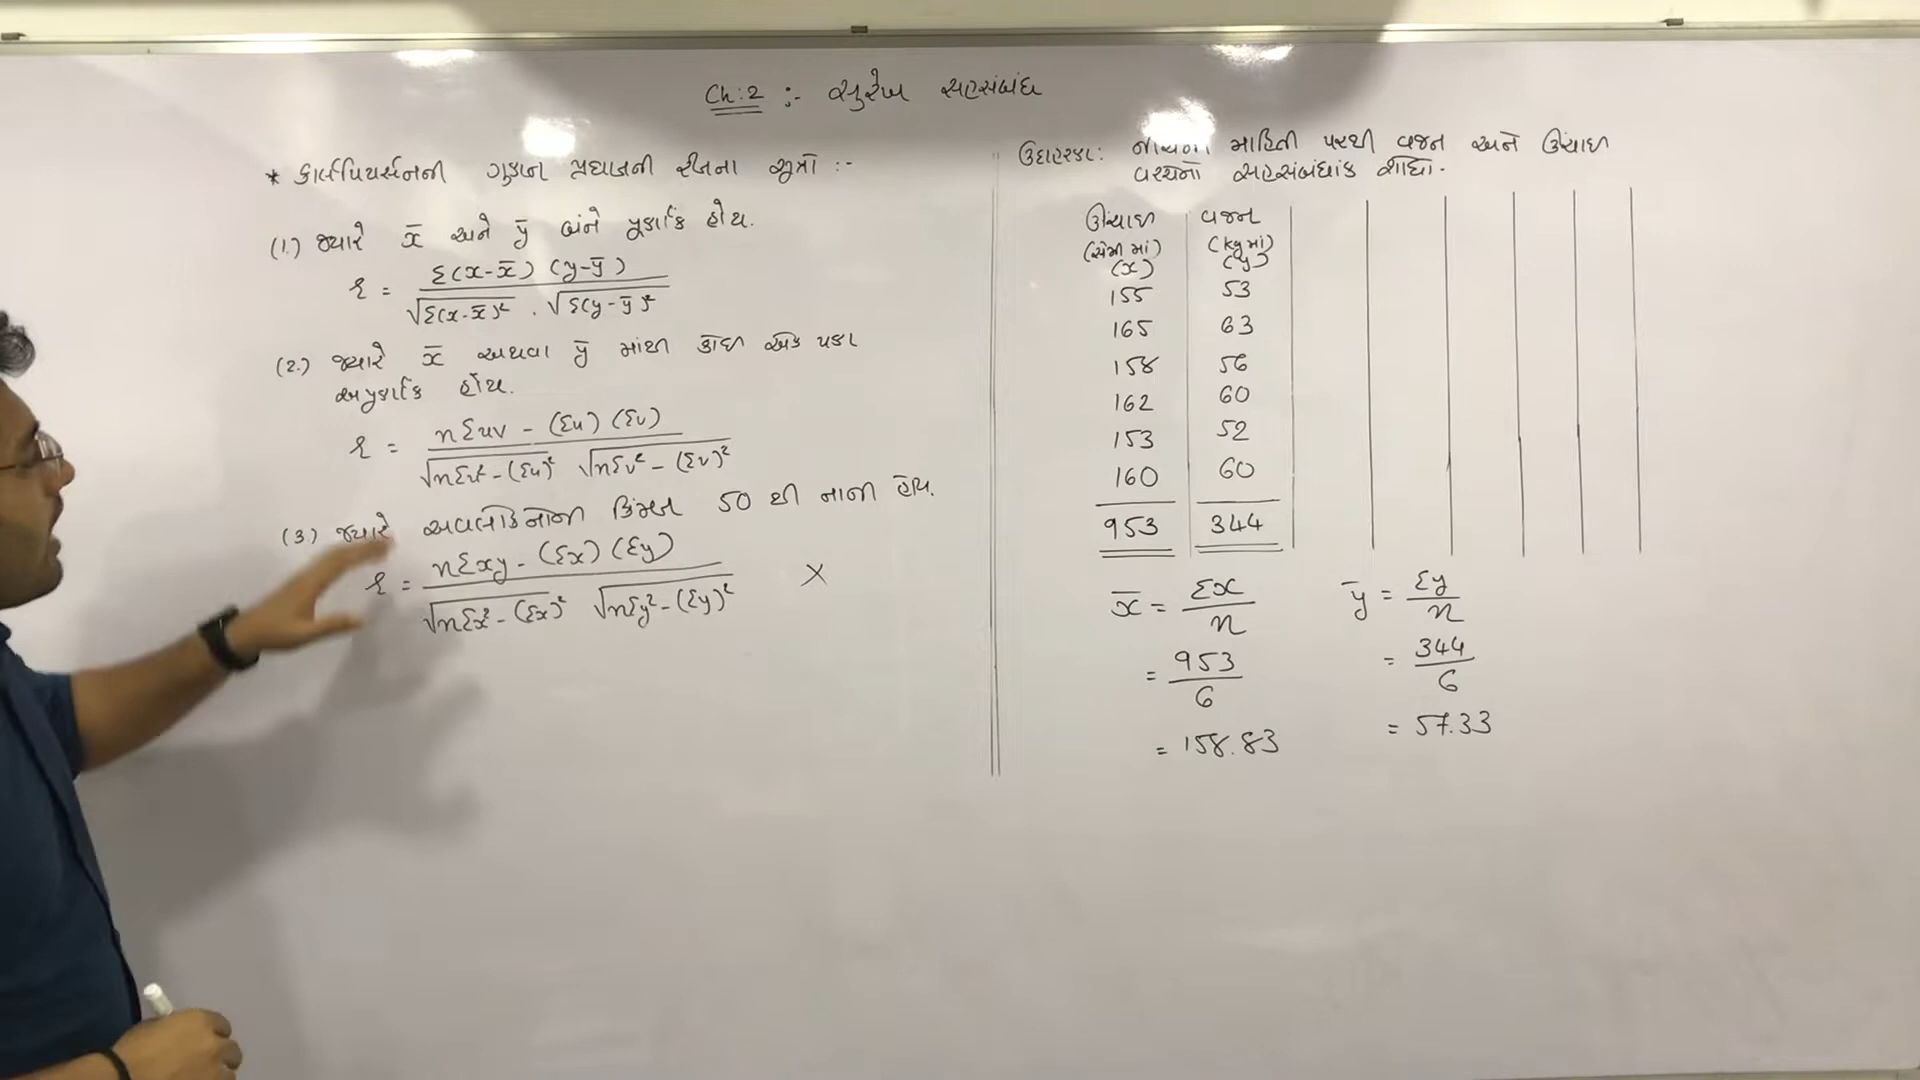 Ch:2 :- સુરેખ સહસંબંધ
* કાર્લપિયર્સનની ગુણાન પ્રઘાતની રીતના સૂત્રો :-
(1.) જ્યારે x̄ અને ȳ બંને પૂર્ણાંક હોય.
r = Σ(x-x̄) (y-ȳ) / √Σ(x-x̄)² . √Σ(y-ȳ)²
(2.) જ્યારે x̄ અથવા ȳ માંથી કોઇ એક પણ
અપૂર્ણાંક હોય.
r = nΣuv - (Σu) (Σv) / √nΣu² - (Σu)² √nΣv² - (Σv)²
(3.) જ્યારે અવલોકનોની કિંમત 50 થી નાની હોય.
r = nΣxy - (Σx) (Σy) / √nΣx² - (Σx)² √nΣy² - (Σy)² ×
ઉદાહરણ: નીચેની માહિતી પરથી વજન અને ઊંચાઇ
વચ્ચેનો સહસંબંધાંક શોધો.
ઊંચાઇ વજન
(સેમી માં) (kg માં)
(x) (y)
155 53
165 63
158 56
162 60
153 52
160 60
953 344
x̄ = Σx / n ȳ = Σy / n
= 953 / 6 = 344 / 6
= 158.83 = 57.33